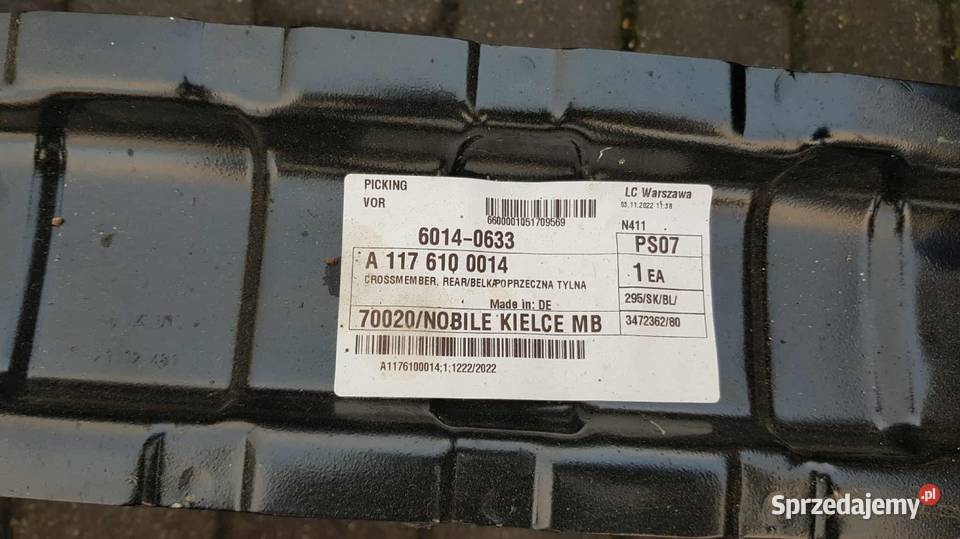 PICKING
VOR
LC Warszawa
03.11.2022 11:38
6600001051709569
N411
6014-0633
PS07
A 117 610 0014
1 EA
CROSSMEMBER, REAR/BELKA POPRZECZNA TYLNA
Made in: DE
295/SK/BL/
70020/NOBILE KIELCE MB
3472362/80
A1176100014;1;1222/2022
Sprzedajemy.pl